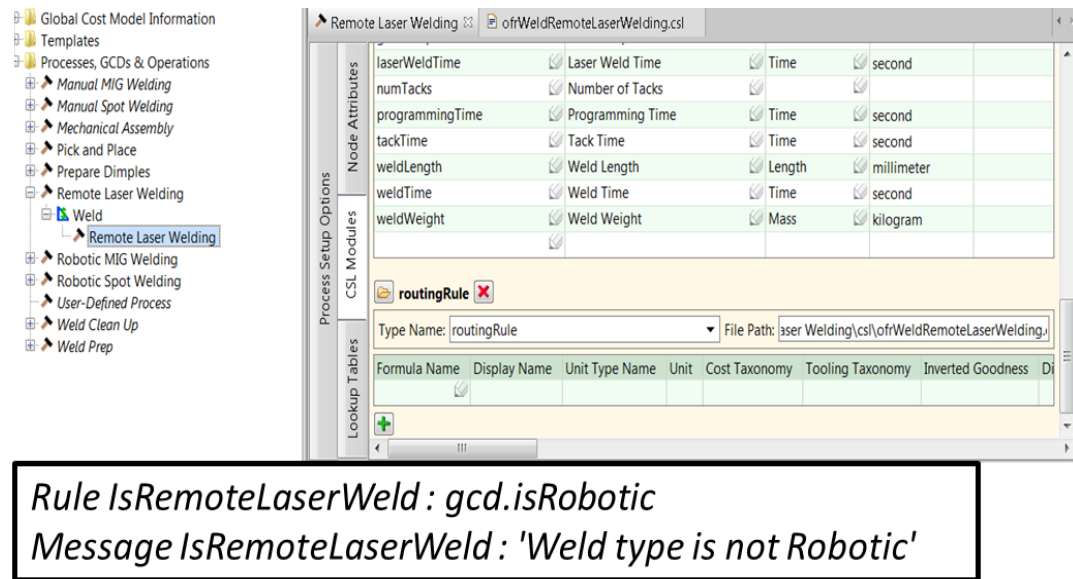 Global Cost Model Information
Templates
Processes, GCDs & Operations
Manual MIG Welding
Manual Spot Welding
Mechanical Assembly
Pick and Place
Prepare Dimples
Remote Laser Welding
Weld
Remote Laser Welding
Robotic MIG Welding
Robotic Spot Welding
User-Defined Process
Weld Clean Up
Weld Prep
Remote Laser Welding ofrWeldRemoteLaserWelding.csl
Process Setup Options
Node Attributes
CSL Modules
Lookup Tables
laserWeldTime Laser Weld Time Time second
numTacks Number of Tacks
programmingTime Programming Time Time second
tackTime Tack Time Time second
weldLength Weld Length Length millimeter
weldTime Weld Time Time second
weldWeight Weld Weight Mass kilogram
routingRule
Type Name: routingRule File Path: aser Welding\csl\ofrWeldRemoteLaserWelding.
Formula Name Display Name Unit Type Name Unit Cost Taxonomy Tooling Taxonomy Inverted Goodness Di
Rule IsRemoteLaserWeld : gcd.isRobotic
Message IsRemoteLaserWeld : 'Weld type is not Robotic'